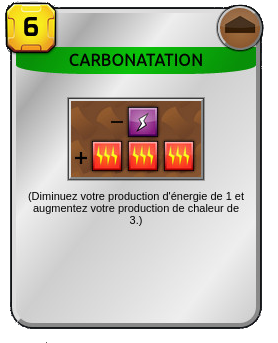 6
CARBONATATION
−
+
(Diminuez votre production d'énergie de 1 et
augmentez votre production de chaleur de
3.)